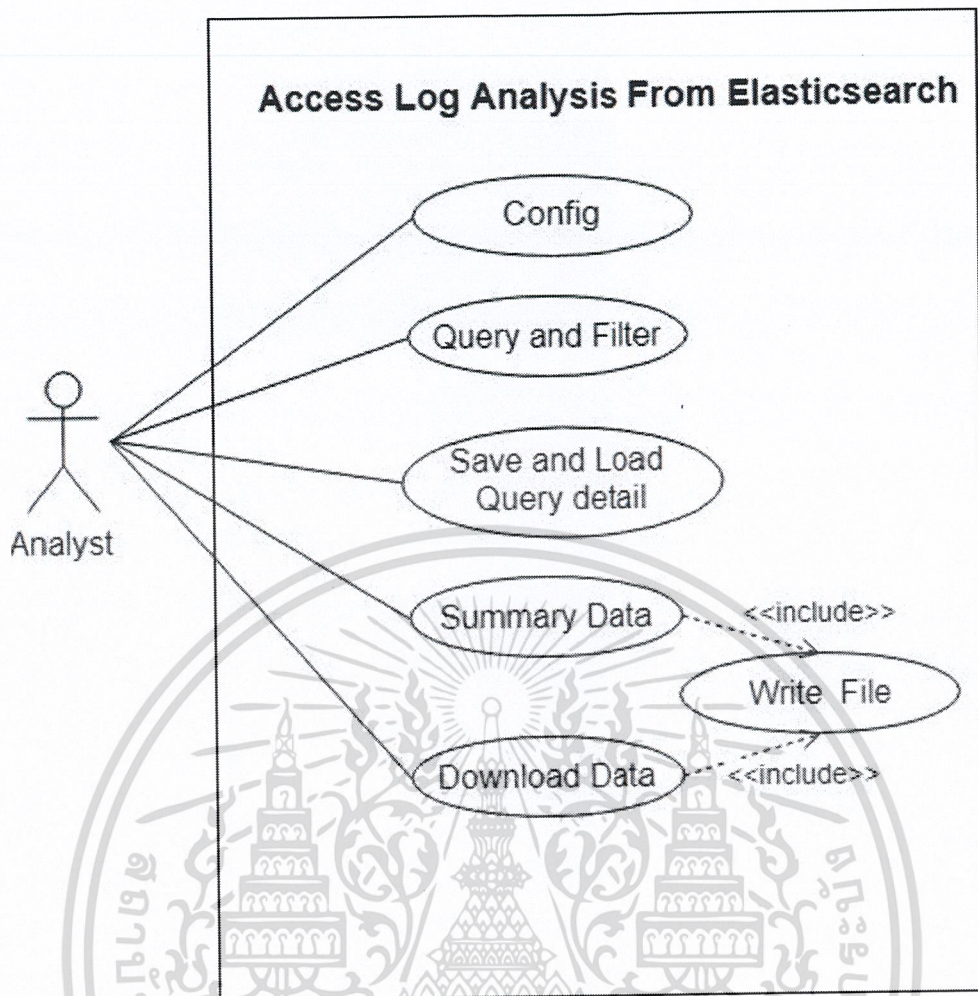 Access Log Analysis From Elasticsearch
Config
Query and Filter
Save and Load
Query detail
Analyst
Summary Data
<<include>>
Write File
Download Data
<<include>>